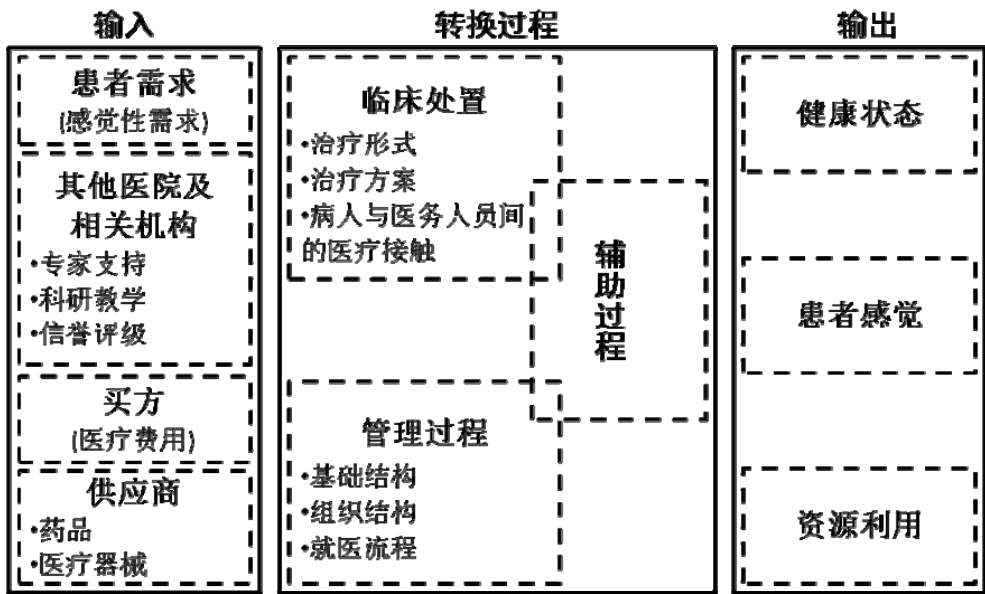 输入
患者需求
(感觉性需求)
其他医院及
相关机构
•专家支持
•科研教学
•信誉评级
买方
(医疗费用)
供应商
•药品
•医疗器械
转换过程
临床处置
•治疗形式
•治疗方案
•病人与医务人员间
的医疗接触
辅助过程
管理过程
•基础结构
•组织结构
•就医流程
输出
健康状态
患者感觉
资源利用